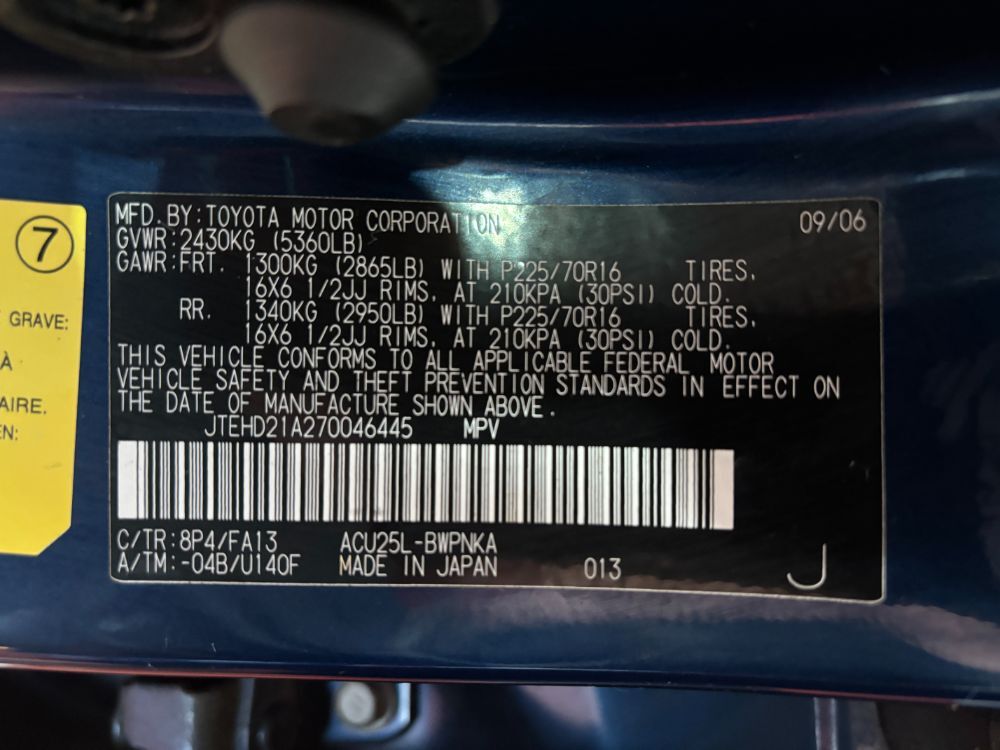 7
GRAVE:
À
AIRE.
EN:
MFD.BY:TOYOTA MOTOR CORPORATION 09/06
GVWR:2430KG (5360LB)
GAWR:FRT. 1300KG (2865LB) WITH P225/70R16 TIRES,
16X6 1/2JJ RIMS, AT 210KPA (30PSI) COLD.
RR. 1340KG (2950LB) WITH P225/70R16 TIRES,
16X6 1/2JJ RIMS, AT 210KPA (30PSI) COLD.
THIS VEHICLE CONFORMS TO ALL APPLICABLE FEDERAL MOTOR
VEHICLE SAFETY AND THEFT PREVENTION STANDARDS IN EFFECT ON
THE DATE OF MANUFACTURE SHOWN ABOVE.
JTEHD21A270046445 MPV
C/TR:8P4/FA13 ACU25L-BWPNKA
A/TM:-04B/U140F MADE IN JAPAN 013 J